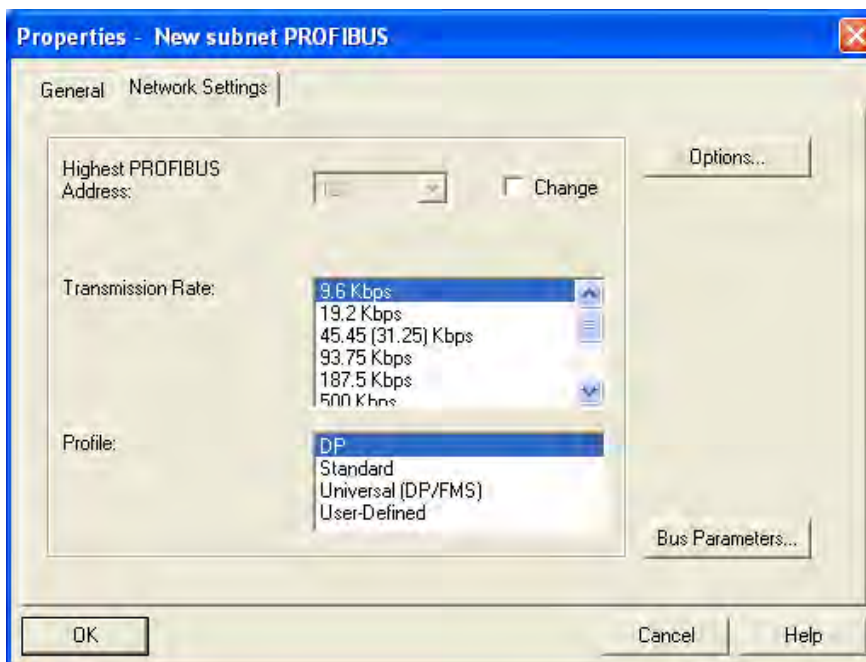 Properties - New subnet PROFIBUS
General
Network Settings
Highest PROFIBUS
Address:
Change
Options...
Transmission Rate:
9.6 Kbps
19.2 Kbps
45.45 (31.25) Kbps
93.75 Kbps
187.5 Kbps
500 Kbps
Profile:
DP
Standard
Universal (DP/FMS)
User-Defined
Bus Parameters...
OK
Cancel
Help